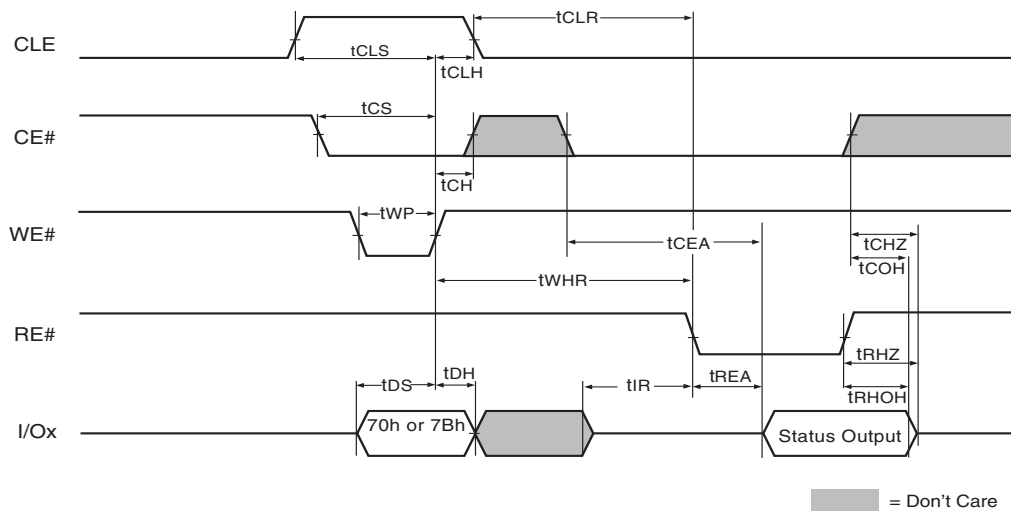 tCLR
CLE
tCLS
tCLH
tCS
CE#
tCH
tWP
WE#
tCEA
tCHZ
tCOH
tWHR
RE#
tRHZ
tDS
tDH
tIR
tREA
tRHOH
I/Ox
70h or 7Bh
Status Output
= Don't Care